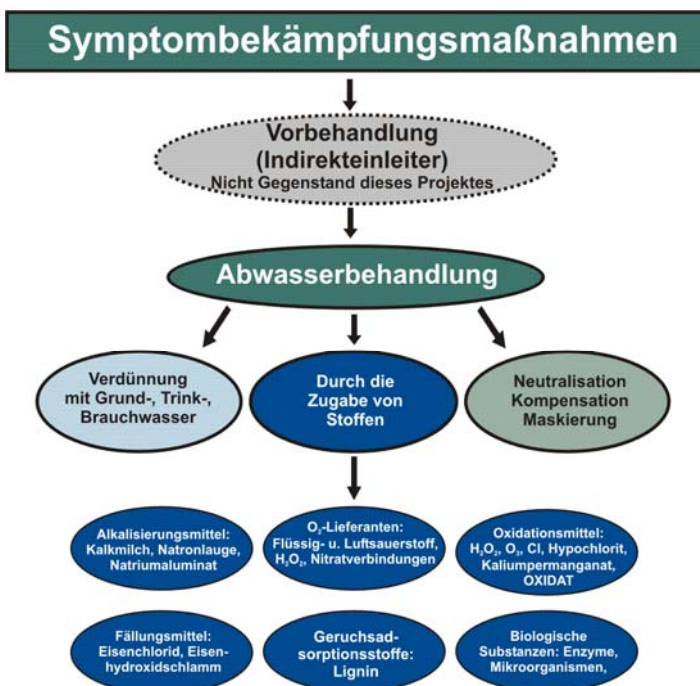 Symptombekämpfungsmaßnahmen
Vorbehandlung
(Indirekteinleiter)
Nicht Gegenstand dieses Projektes
Abwasserbehandlung
Verdünnung
mit Grund-, Trink-,
Brauchwasser
Durch die
Zugabe von
Stoffen
Neutralisation
Kompensation
Maskierung
Alkalisierungsmittel:
Kalkmilch, Natronlauge,
Natriumaluminat
O₂-Lieferanten:
Flüssig- u. Luftsauerstoff,
H₂O₂, Nitratverbindungen
Oxidationsmittel:
H₂O₂, O₃, Cl, Hypochlorit,
Kaliumpermanganat,
OXIDAT
Fällungsmittel:
Eisenchlorid, Eisen-
hydroxidschlamm
Geruchsad-
sorptionsstoffe:
Lignin
Biologische
Substanzen: Enzyme,
Mikroorganismen,